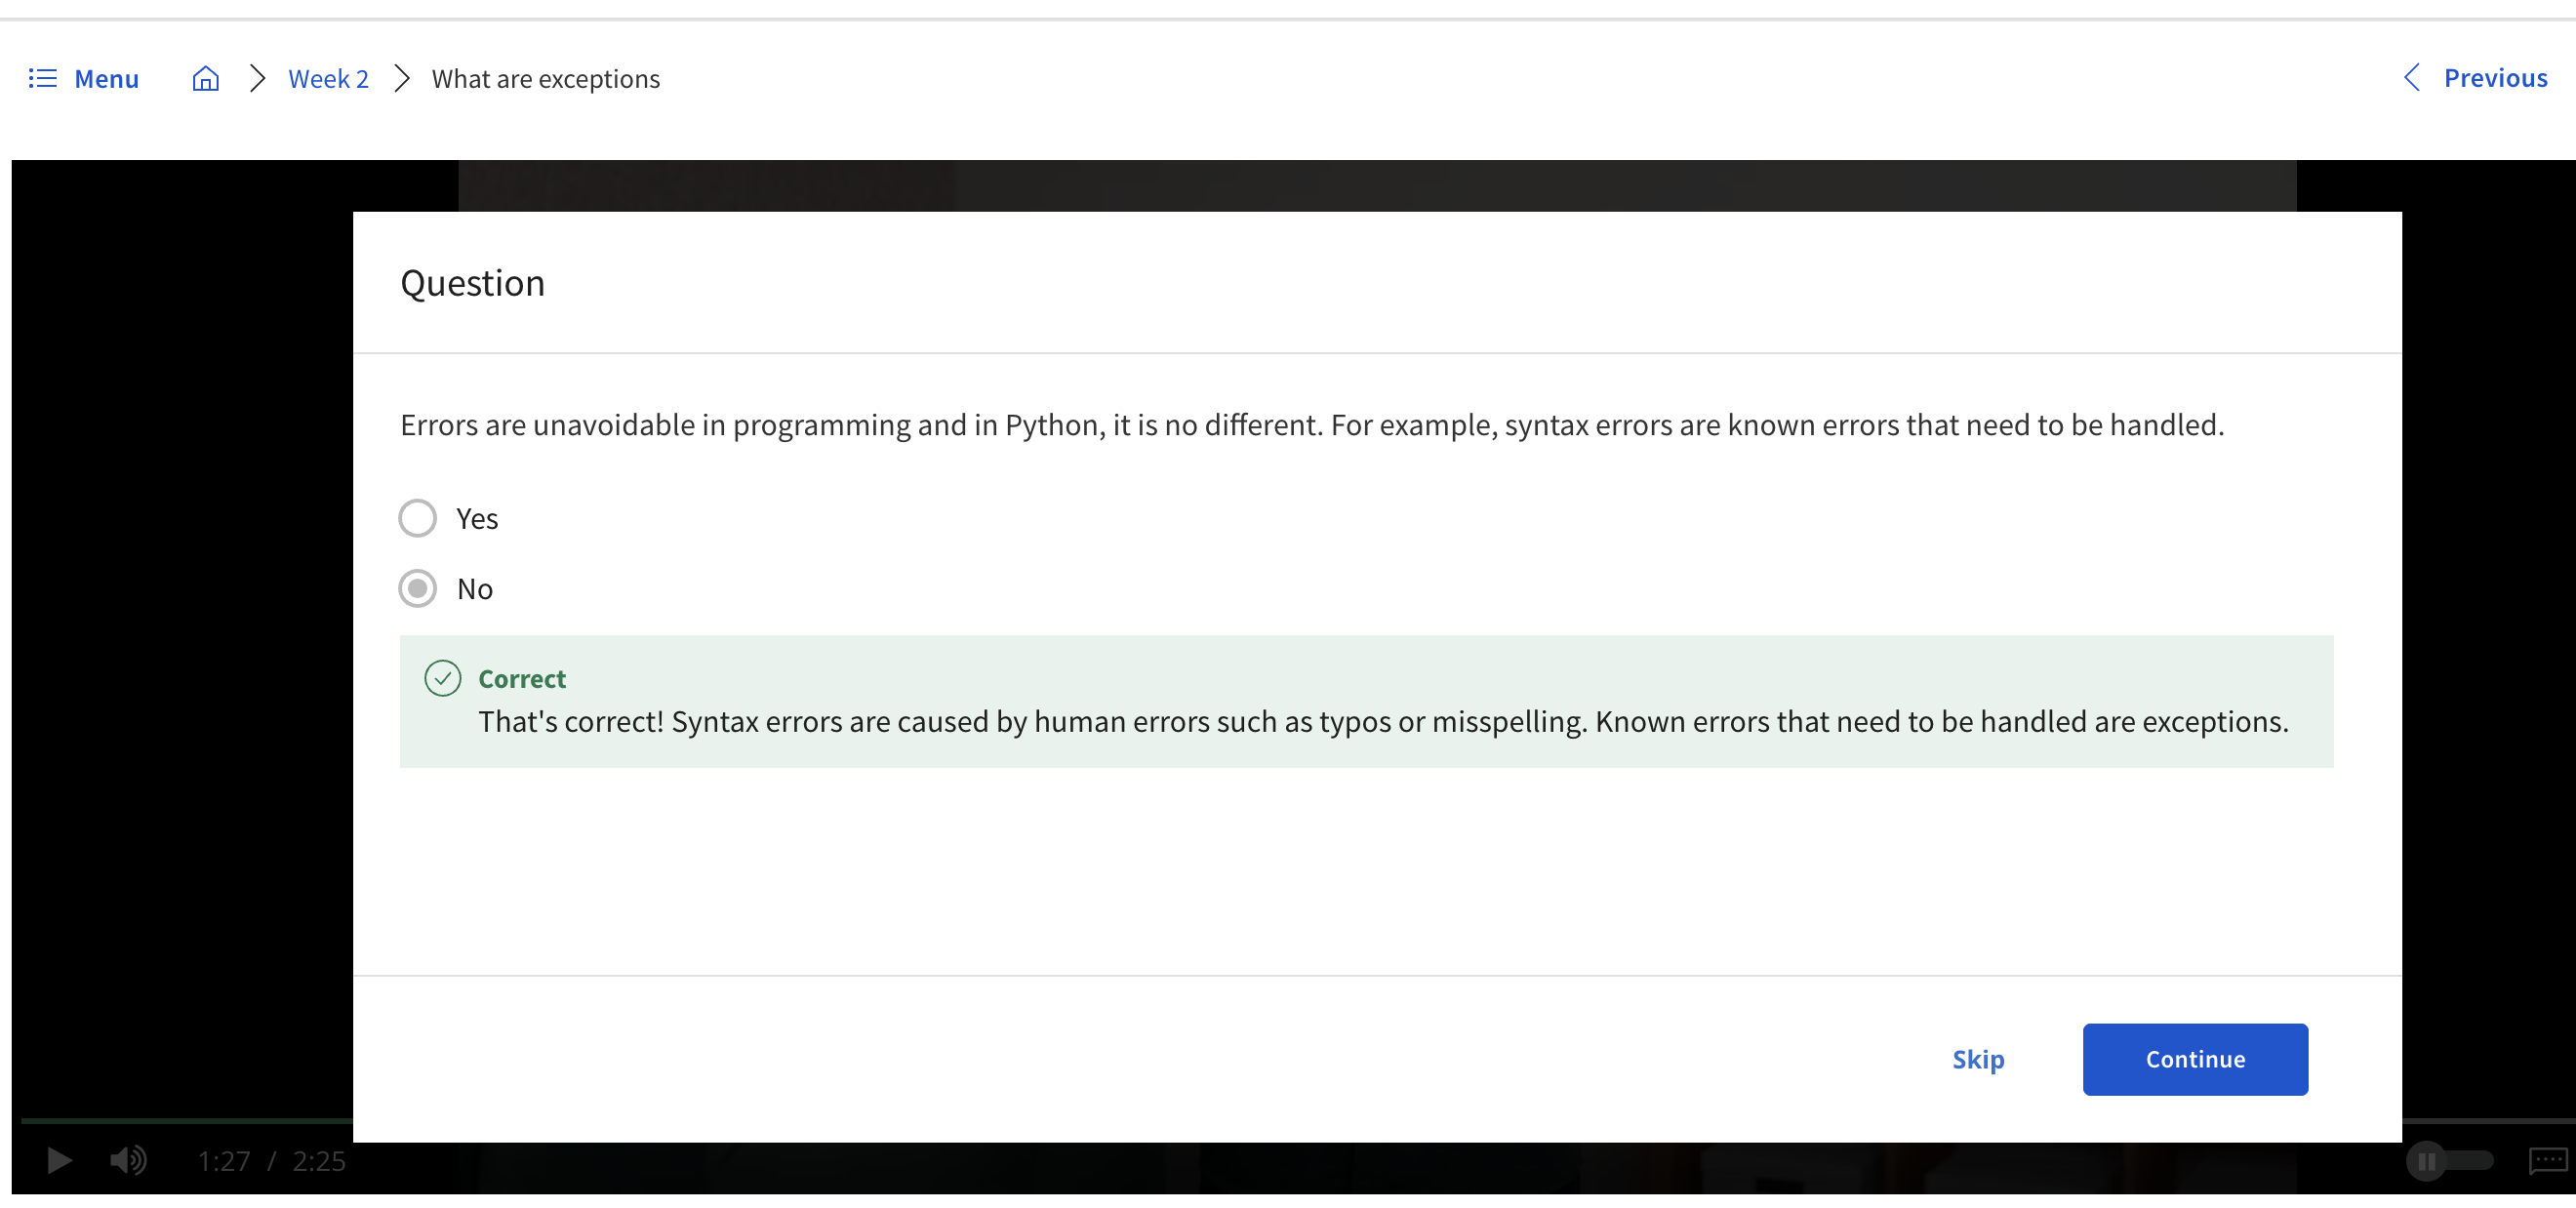 Menu
Week 2
What are exceptions
Previous
Question
Errors are unavoidable in programming and in Python, it is no different. For example, syntax errors are known errors that need to be handled.
Yes
No
Correct
That's correct! Syntax errors are caused by human errors such as typos or misspelling. Known errors that need to be handled are exceptions.
Skip
Continue
1:27 / 2:25